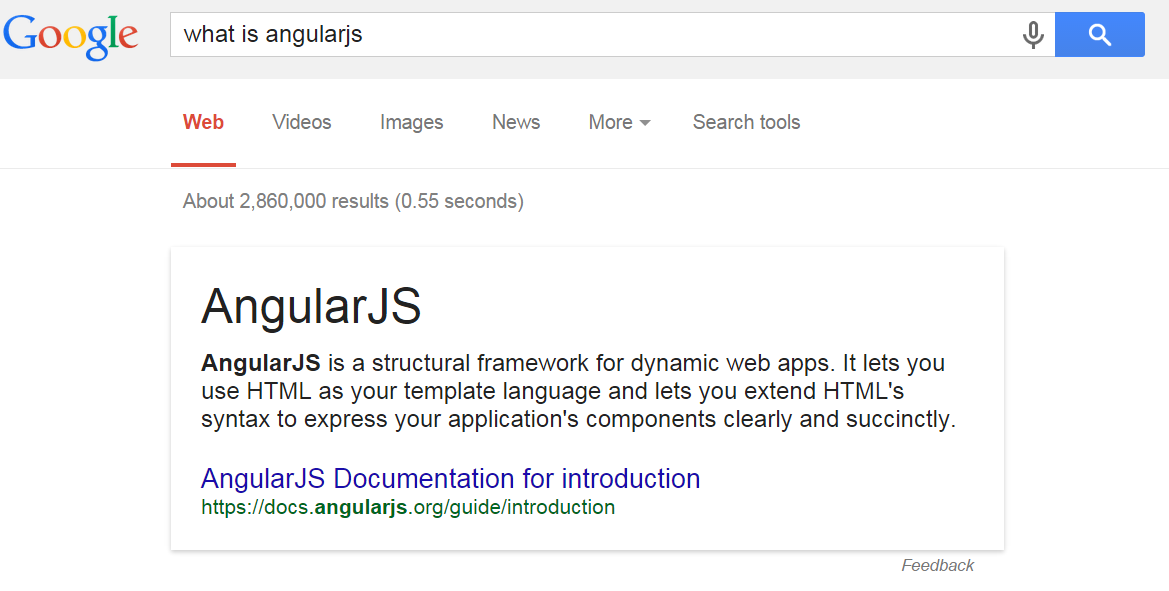 Google
what is angularjs
Web Videos Images News More Search tools
About 2,860,000 results (0.55 seconds)
AngularJS
AngularJS is a structural framework for dynamic web apps. It lets you
use HTML as your template language and lets you extend HTML's
syntax to express your application's components clearly and succinctly.
AngularJS Documentation for introduction
https://docs.angularjs.org/guide/introduction
Feedback